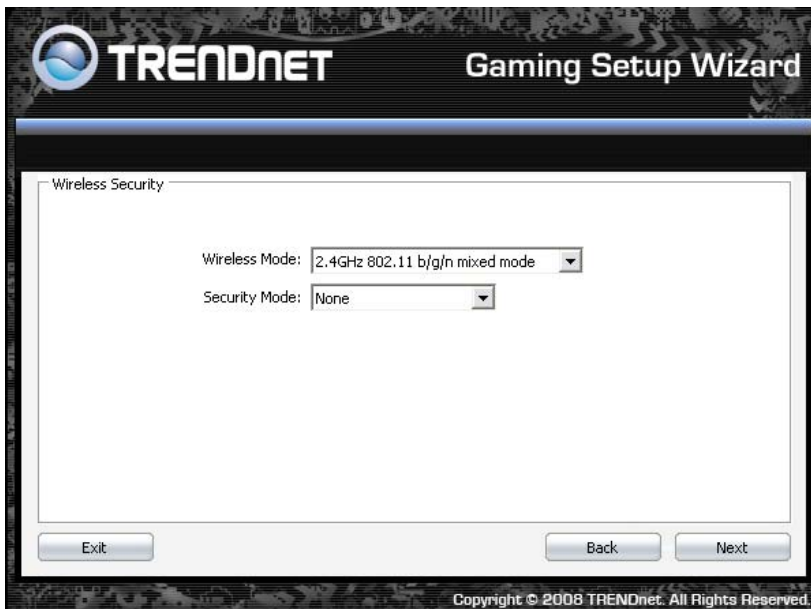 TRENDNET
Gaming Setup Wizard
Wireless Security
Wireless Mode: 2.4GHz 802.11 b/g/n mixed mode
Security Mode: None
Exit Back Next
Copyright © 2008 TRENDnet. All Rights Reserved